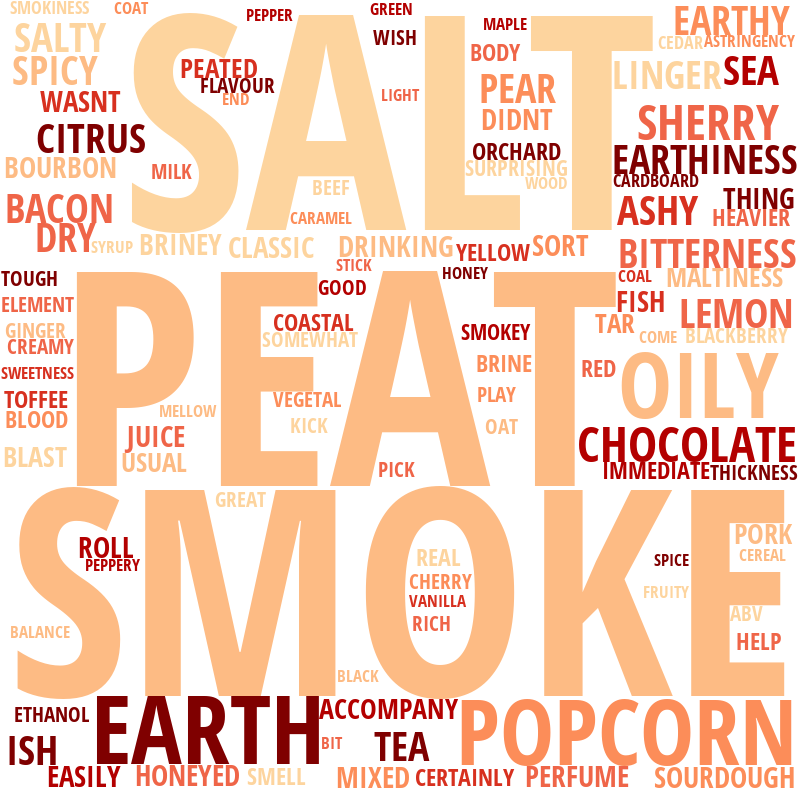 SMOKINESS
COAT
PEPPER
GREEN
MAPLE
EARTHY
SALT
SALTY
WISH
CEDAR
ASTRINGENCY
BODY
SPICY
PEATED
FLAVOUR
END
LIGHT
PEAR
LINGER
SEA
WASNT
DIDNT
SHERRY
CITRUS
ORCHARD
EARTHINESS
BOURBON
MILK
BEEF
SURPRISING
WOOD
CARDBOARD
THING
BACON
CARAMEL
ASHY
HEAVIER
DRY
SYRUP
BRINEY
CLASSIC
DRINKING
YELLOW
SORT
BITTERNESS
STICK
HONEY
TOUGH
PEAT
GOOD
COAL
MALTINESS
ELEMENT
FISH
LEMON
GINGER
COASTAL
SMOKEY
TAR
CREAMY
SOMEWHAT
COME
BLACKBERRY
SWEETNESS
BRINE
RED
OILY
TOFFEE
MELLOW
VEGETAL
PLAY
BLOOD
KICK
OAT
JUICE
CHOCOLATE
BLAST
USUAL
PICK
IMMEDIATE
THICKNESS
SMOKE
GREAT
ROLL
PEPPERY
REAL
SPICE
PORK
CEREAL
CHERRY
VANILLA
FRUITY
RICH
ABV
BALANCE
HELP
BLACK
ETHANOL
EARTH
ACCOMPANY
POPCORN
ISH
BIT
TEA
EASILY
HONEYED
SMELL
MIXED
CERTAINLY
PERFUME
SOURDOUGH